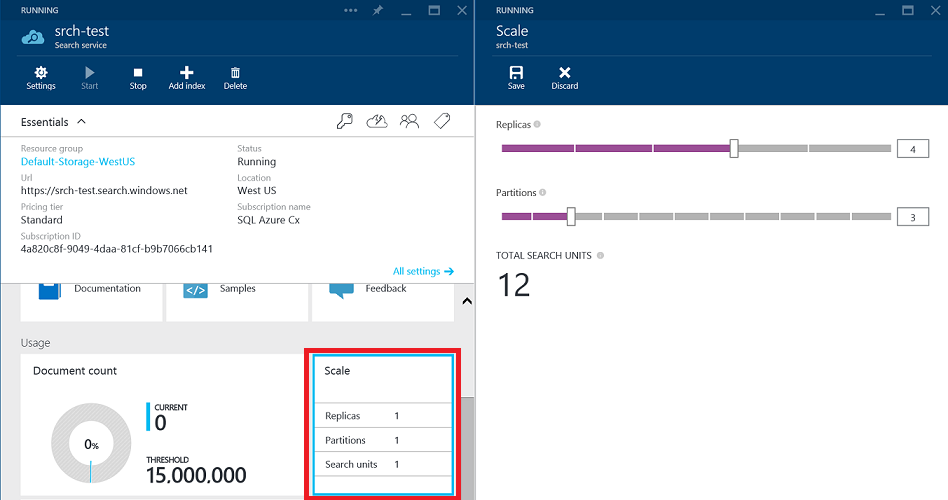 RUNNING
srch-test
Search service
Settings
Start
Stop
Add index
Delete
Essentials
Resource group
Default-Storage-WestUS
Url
https://srch-test.search.windows.net
Pricing tier
Standard
Subscription ID
4a820c8f-9049-4daa-81cf-b9b7066cb141
Status
Running
Location
West US
Subscription name
SQL Azure Cx
All settings
Documentation
Samples
Feedback
Usage
Document count
0%
CURRENT
0
THRESHOLD
15,000,000
Scale
Replicas 1
Partitions 1
Search units 1
RUNNING
Scale
srch-test
Save
Discard
Replicas
4
Partitions
3
TOTAL SEARCH UNITS
12